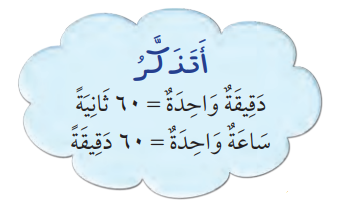 أَتَذَكَّرُ
دَقِيقَةٌ وَاحِدَةٌ = ٦٠ ثَانِيَةً
سَاعَةٌ وَاحِدَةٌ = ٦٠ دَقِيقَةً